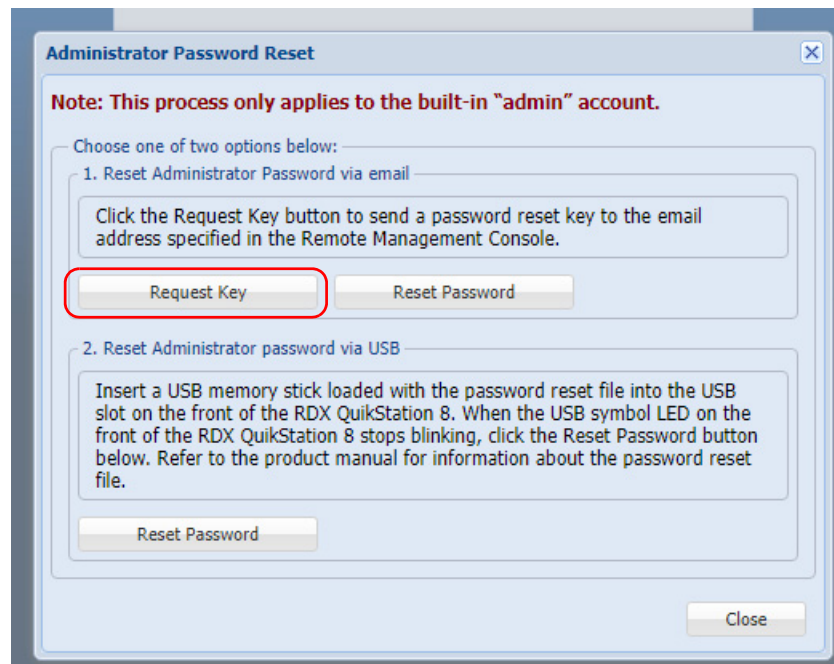 Administrator Password Reset
Note: This process only applies to the built-in “admin” account.
Choose one of two options below:
1. Reset Administrator Password via email
Click the Request Key button to send a password reset key to the email
address specified in the Remote Management Console.
Request Key
Reset Password
2. Reset Administrator password via USB
Insert a USB memory stick loaded with the password reset file into the USB
slot on the front of the RDX QuikStation 8. When the USB symbol LED on the
front of the RDX QuikStation 8 stops blinking, click the Reset Password button
below. Refer to the product manual for information about the password reset
file.
Reset Password
Close